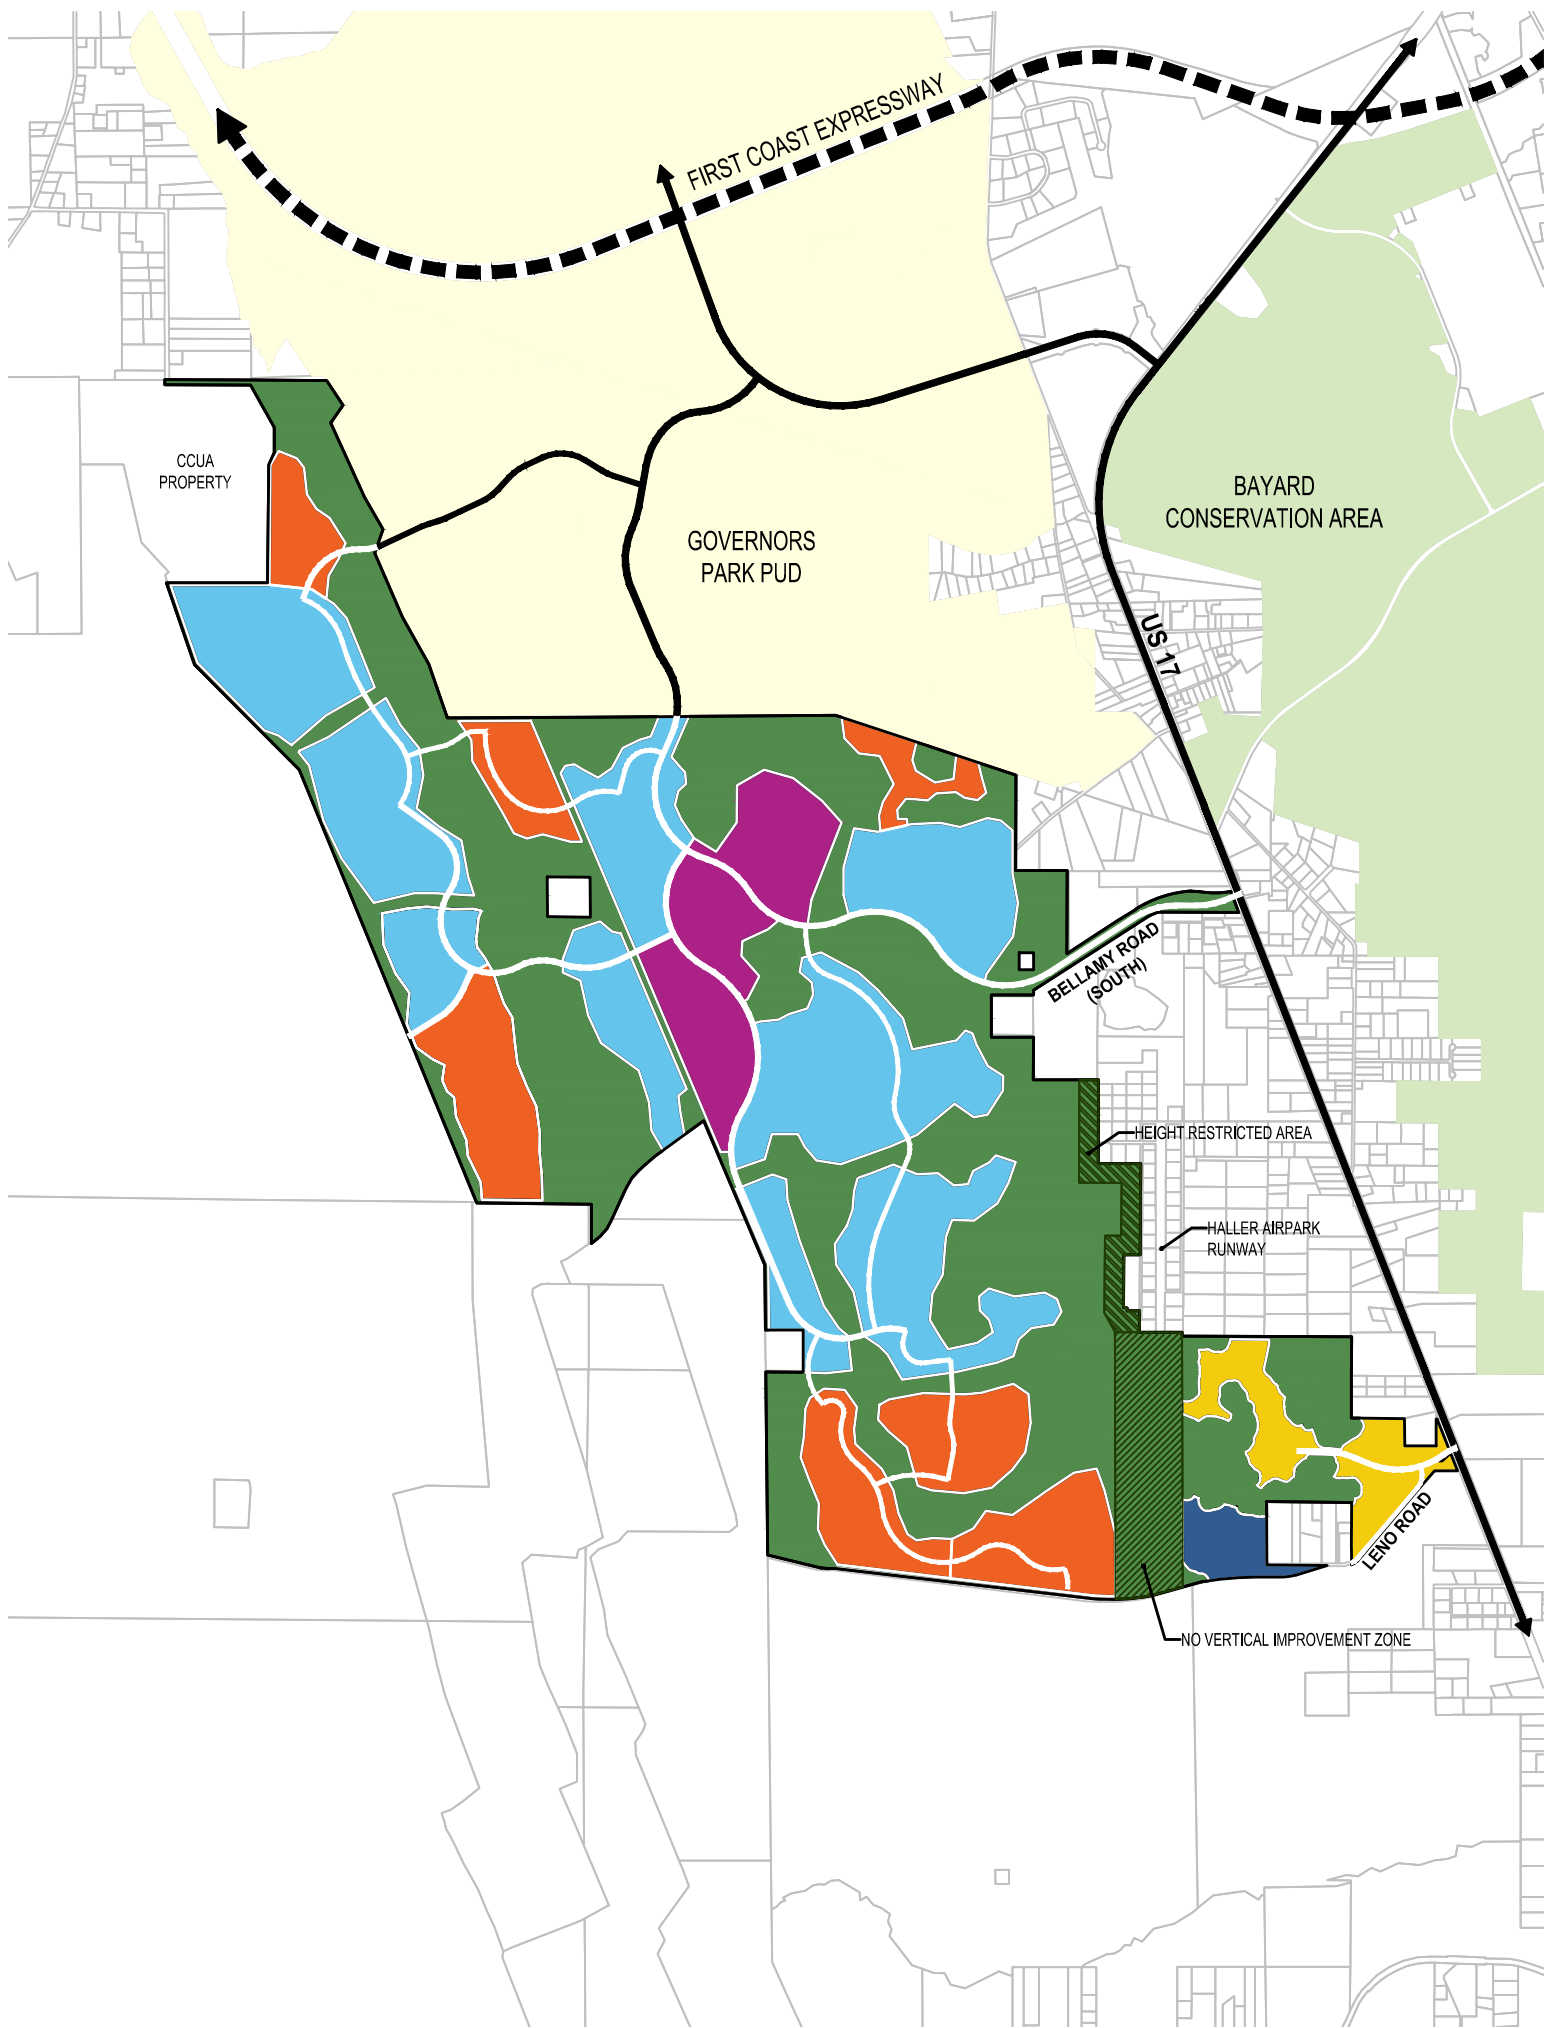 FIRST COAST EXPRESSWAY
CCUA
PROPERTY
BAYARD
CONSERVATION AREA
GOVERNORS
PARK PUD
US 17
BELLAMY ROAD
(SOUTH)
HEIGHT RESTRICTED AREA
HALLER AIRPARK
RUNWAY
LENO ROAD
NO VERTICAL IMPROVEMENT ZONE